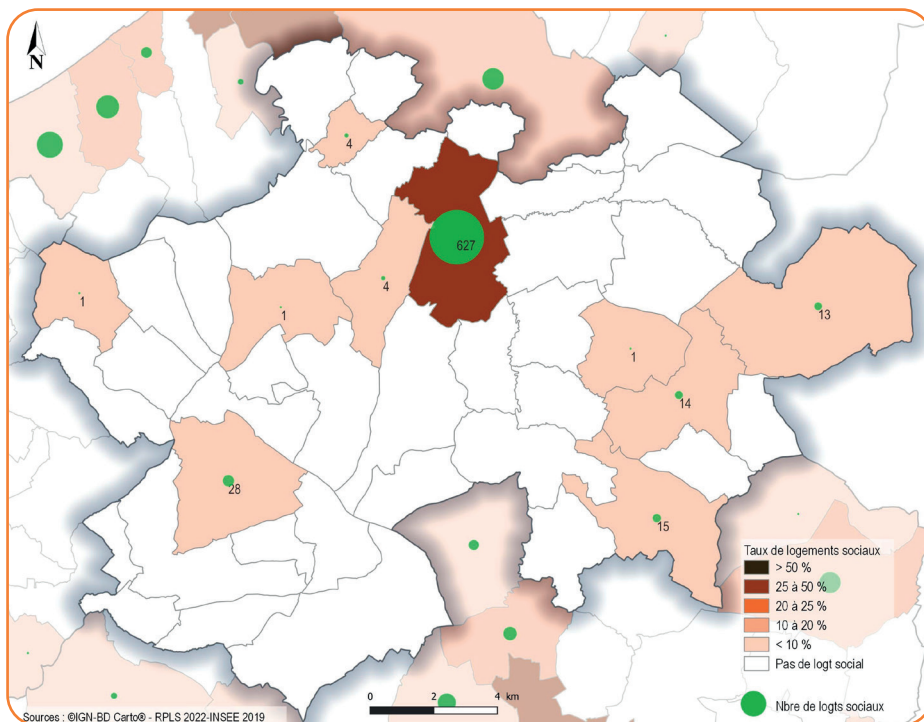 N
4
627
4
1
1
13
1
14
28
15
Taux de logements sociaux
> 50 %
25 à 50 %
20 à 25 %
10 à 20 %
< 10 %
Pas de logt social
Nbre de logts sociaux
0 2 4 km
Sources : ©IGN-BD Carto® - RPLS 2022-INSEE 2019